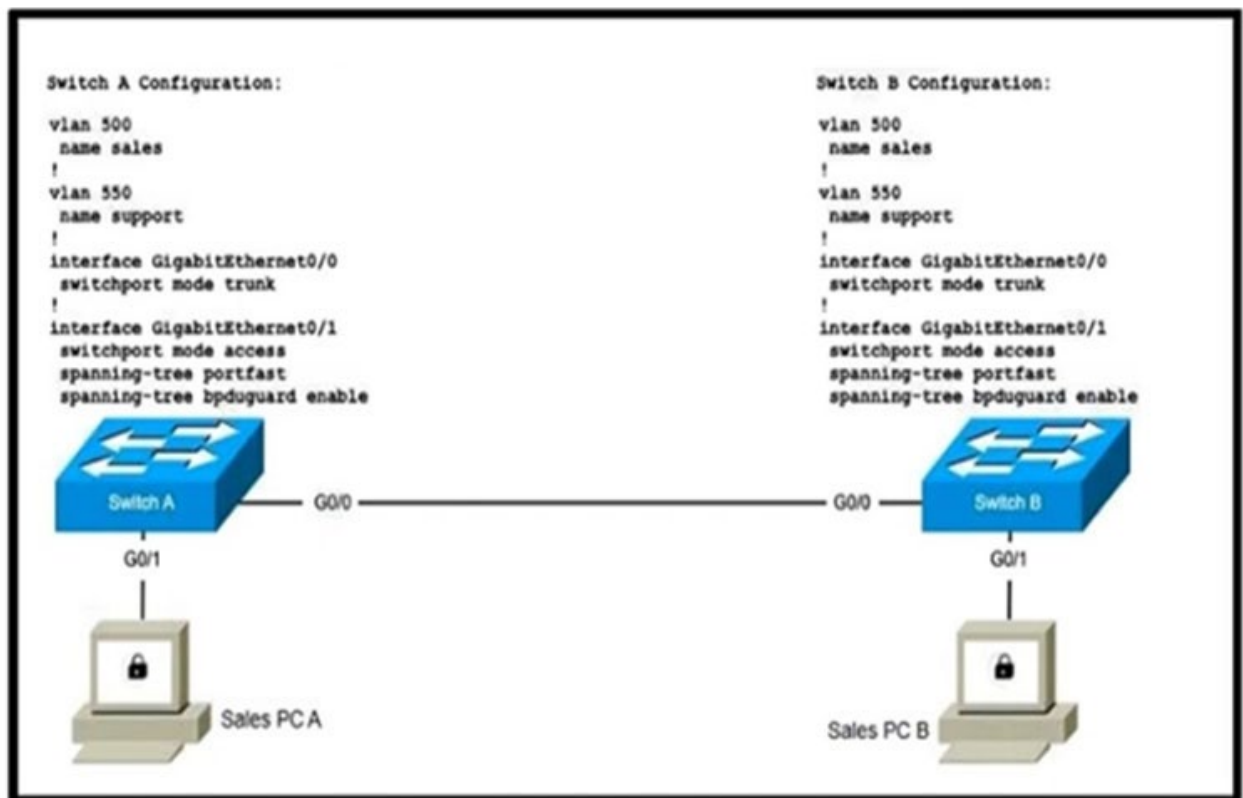 Switch A Configuration:
vlan 500
name sales
!
vlan 550
name support
!
interface GigabitEthernet0/0
switchport mode trunk
!
interface GigabitEthernet0/1
switchport mode access
spanning-tree portfast
spanning-tree bpduguard enable
Switch B Configuration:
vlan 500
name sales
!
vlan 550
name support
!
interface GigabitEthernet0/0
switchport mode trunk
!
interface GigabitEthernet0/1
switchport mode access
spanning-tree portfast
spanning-tree bpduguard enable
Switch A
G0/0
G0/0
Switch B
G0/1
G0/1
Sales PC A
Sales PC B